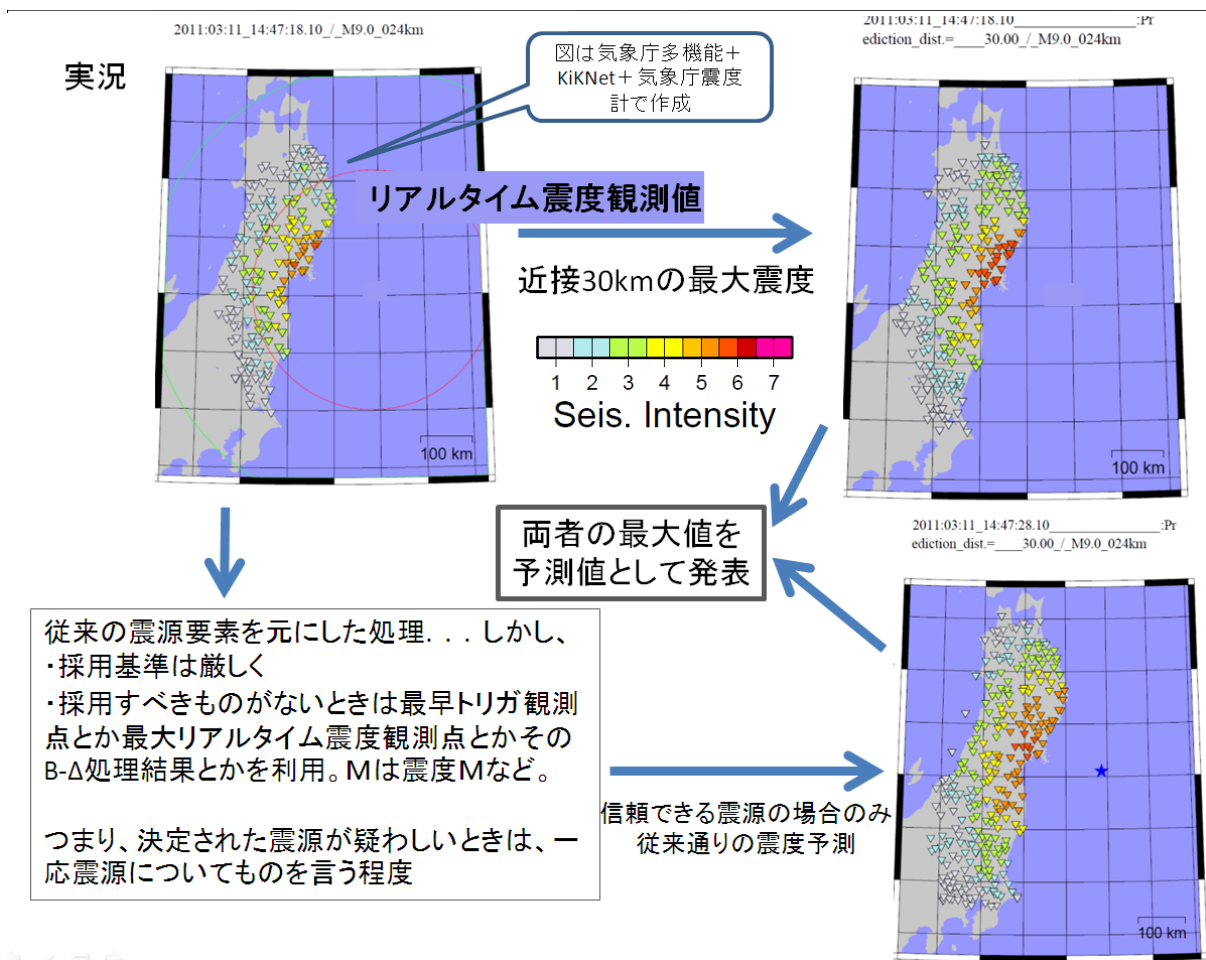 2011:03:11_14:47:18.10_/_M9.0_024km
実況
図は気象庁多機能＋
KiKNet＋気象庁震度
計で作成
リアルタイム震度観測値
100 km
近接30kmの最大震度
1 2 3 4 5 6 7
Seis. Intensity
2011:03:11_14:47:18.10____________________:Pr
ediction_dist.=____30.00_/_M9.0_024km
100 km
両者の最大値を
予測値として発表
従来の震源要素を元にした処理. . . しかし、
・採用基準は厳しく
・採用すべきものがないときは最早トリガ観測
点とか最大リアルタイム震度観測点とかその
B-Δ処理結果とかを利用。Mは震度Mなど。
つまり、決定された震源が疑わしいときは、一
応震源についてものを言う程度
信頼できる震源の場合のみ
従来通りの震度予測
2011:03:11_14:47:28.10____________________:Pr
ediction_dist.=____30.00_/_M9.0_024km
100 km